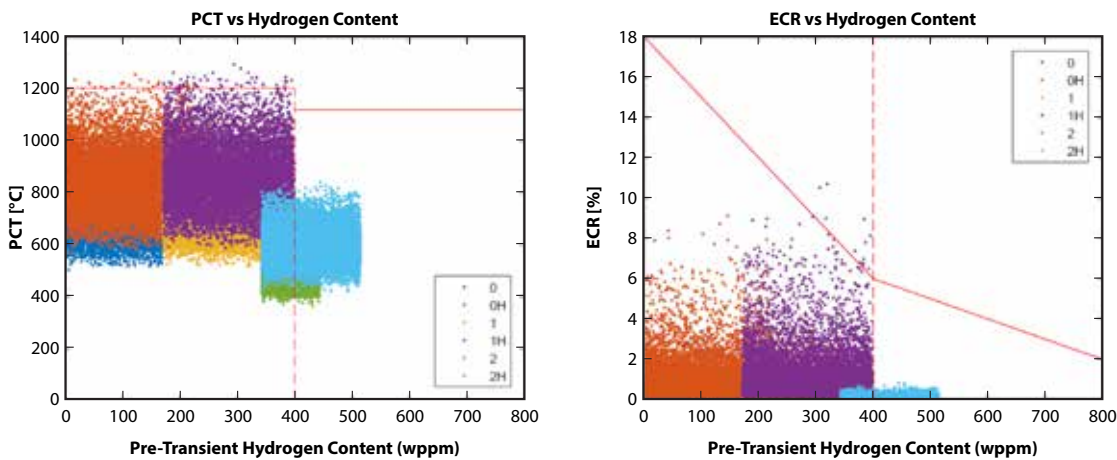 PCT vs Hydrogen Content
1400
1200
1000
800
600
400
200
0
PCT [°C]
0
0H
1
1H
2
2H
0 100 200 300 400 500 600 700 800
Pre-Transient Hydrogen Content (wppm)
ECR vs Hydrogen Content
18
16
14
12
10
8
6
4
2
0
ECR [%]
0
0H
1
1H
2
2H
0 100 200 300 400 500 600 700 800
Pre-Transient Hydrogen Content (wppm)